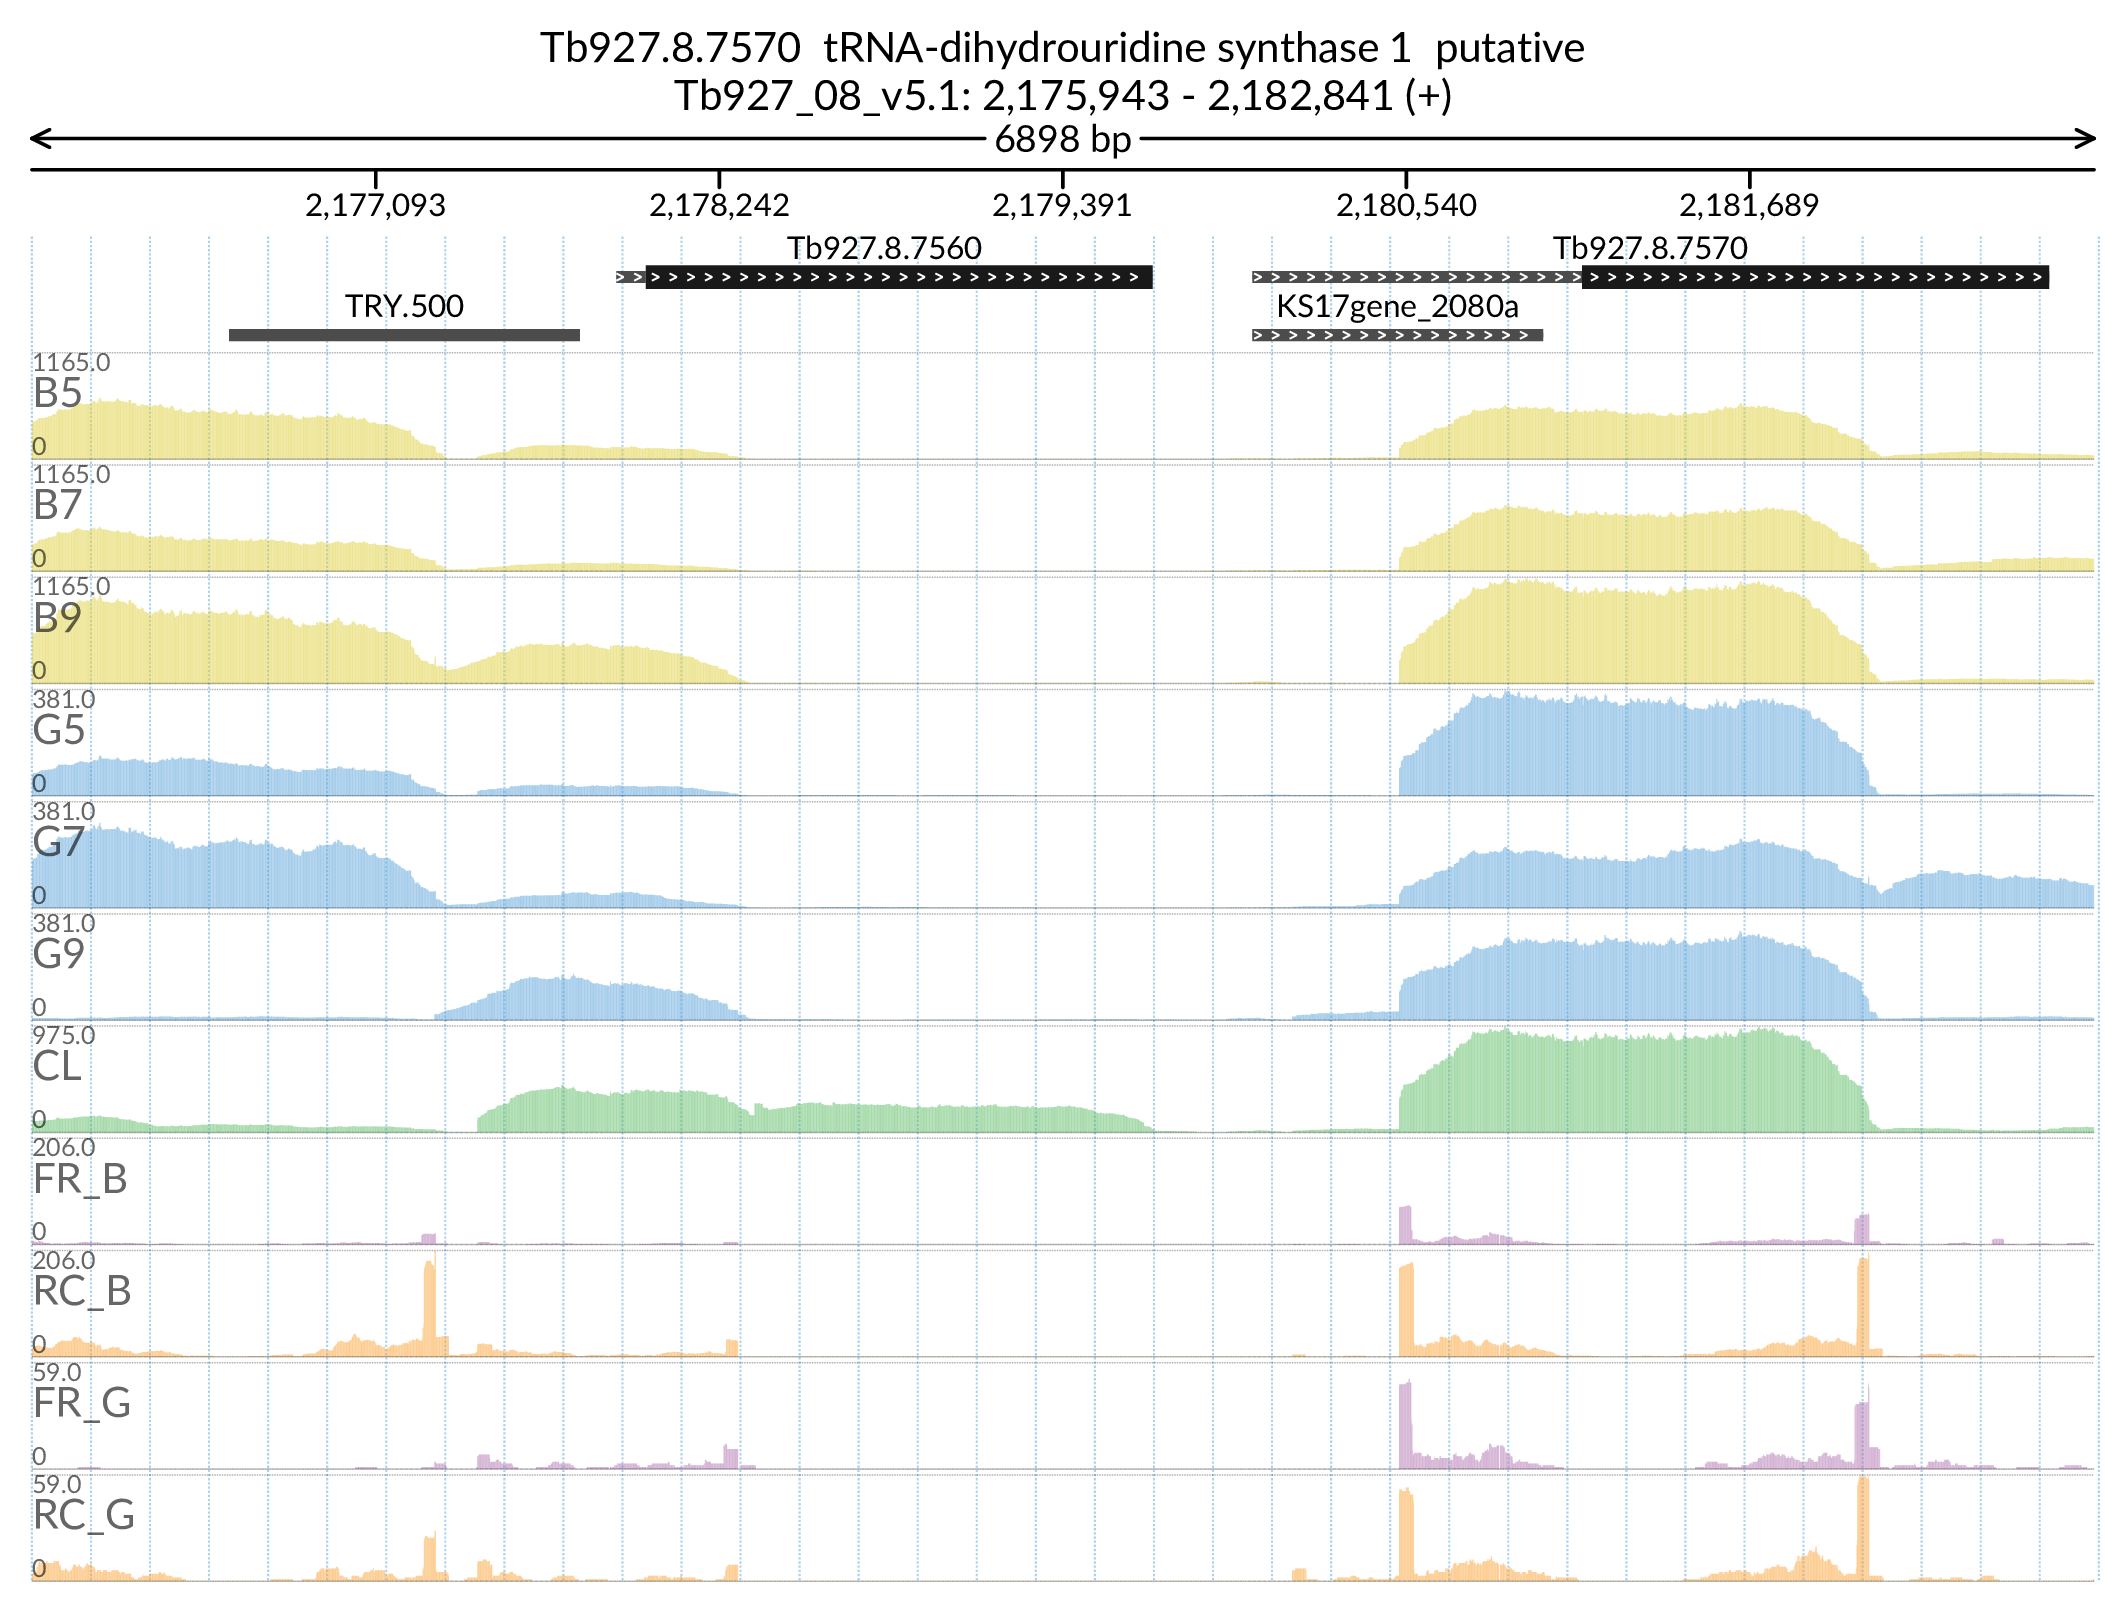 Tb927.8.7570 tRNA-dihydrouridine synthase 1 putative
Tb927_08_v5.1: 2,175,943 - 2,182,841 (+)
6898 bp
2,177,093 2,178,242 2,179,391 2,180,540 2,181,689
Tb927.8.7560 Tb927.8.7570
TRY.500 KS17gene_2080a
1165.0
B5
0
1165.0
B7
0
1165.0
B9
0
381.0
G5
0
381.0
G7
0
381.0
G9
0
975.0
CL
0
206.0
FR_B
0
206.0
RC_B
0
59.0
FR_G
0
59.0
RC_G
0